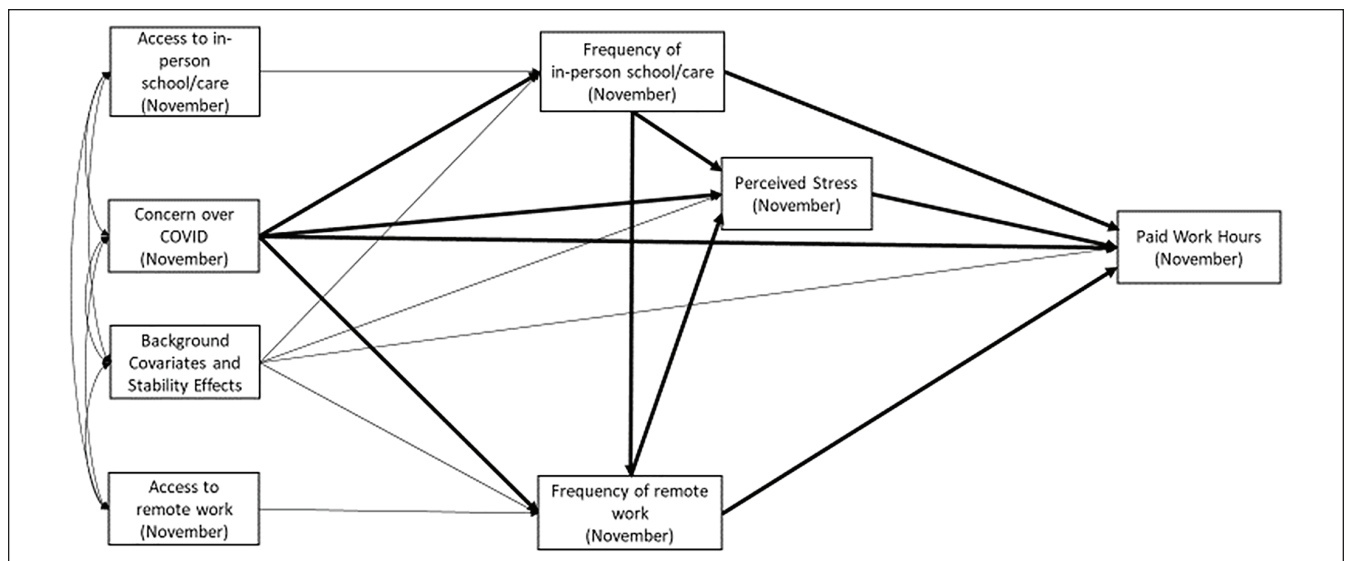 Access to in-
person
school/care
(November)
Frequency of
in-person school/care
(November)
Perceived Stress
(November)
Concern over
COVID
(November)
Paid Work Hours
(November)
Background
Covariates and
Stability Effects
Access to
remote work
(November)
Frequency of remote
work
(November)